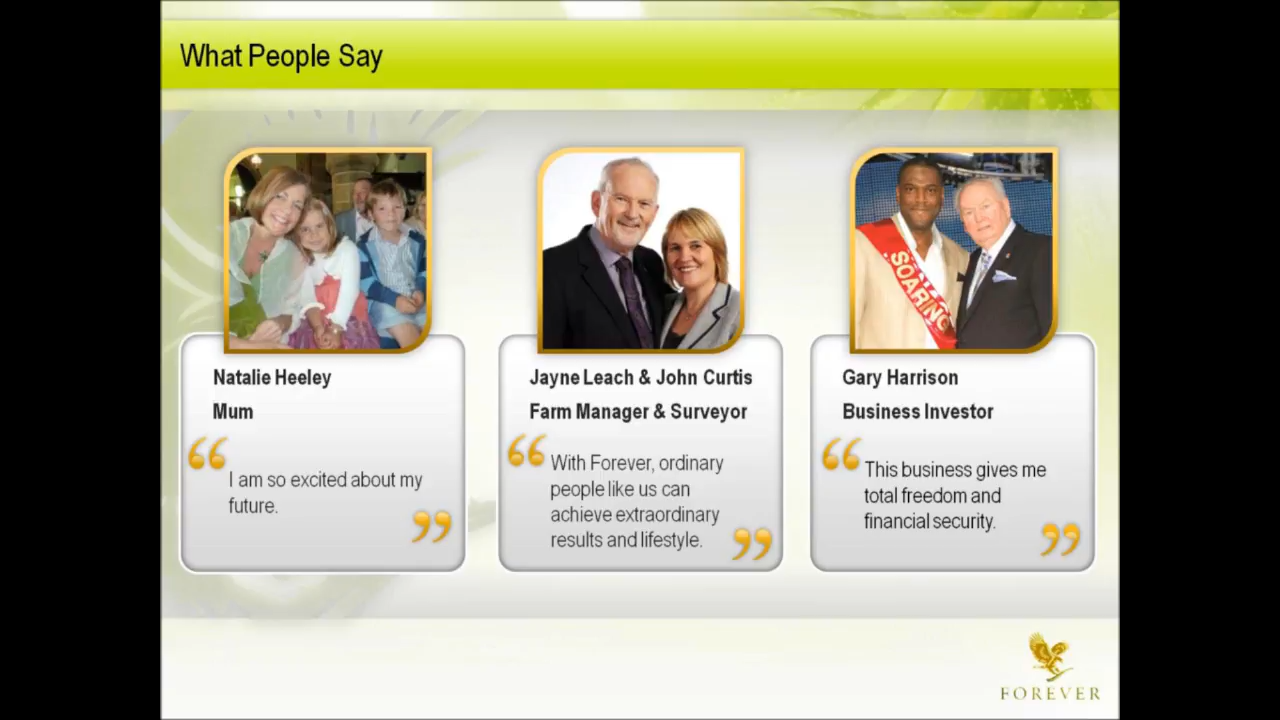 What People Say
SOARING
Natalie Heeley
Mum
“ I am so excited about my
future. ”
Jayne Leach & John Curtis
Farm Manager & Surveyor
“ With Forever, ordinary
people like us can
achieve extraordinary
results and lifestyle. ”
Gary Harrison
Business Investor
“ This business gives me
total freedom and
financial security. ”
FOREVER